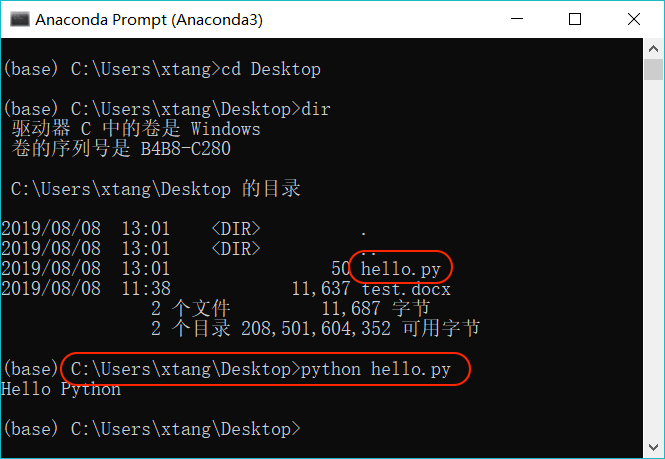 Anaconda Prompt (Anaconda3)
(base) C:\Users\xtang>cd Desktop
(base) C:\Users\xtang\Desktop>dir
驱动器 C 中的卷是 Windows
卷的序列号是 B4B8-C280
C:\Users\xtang\Desktop 的目录
2019/08/08  13:01    <DIR>          .
2019/08/08  13:01    <DIR>          ..
2019/08/08  13:01                50 hello.py
2019/08/08  11:38            11,637 test.docx
2 个文件         11,687 字节
2 个目录 208,501,604,352 可用字节
(base) C:\Users\xtang\Desktop>python hello.py
Hello Python
(base) C:\Users\xtang\Desktop>